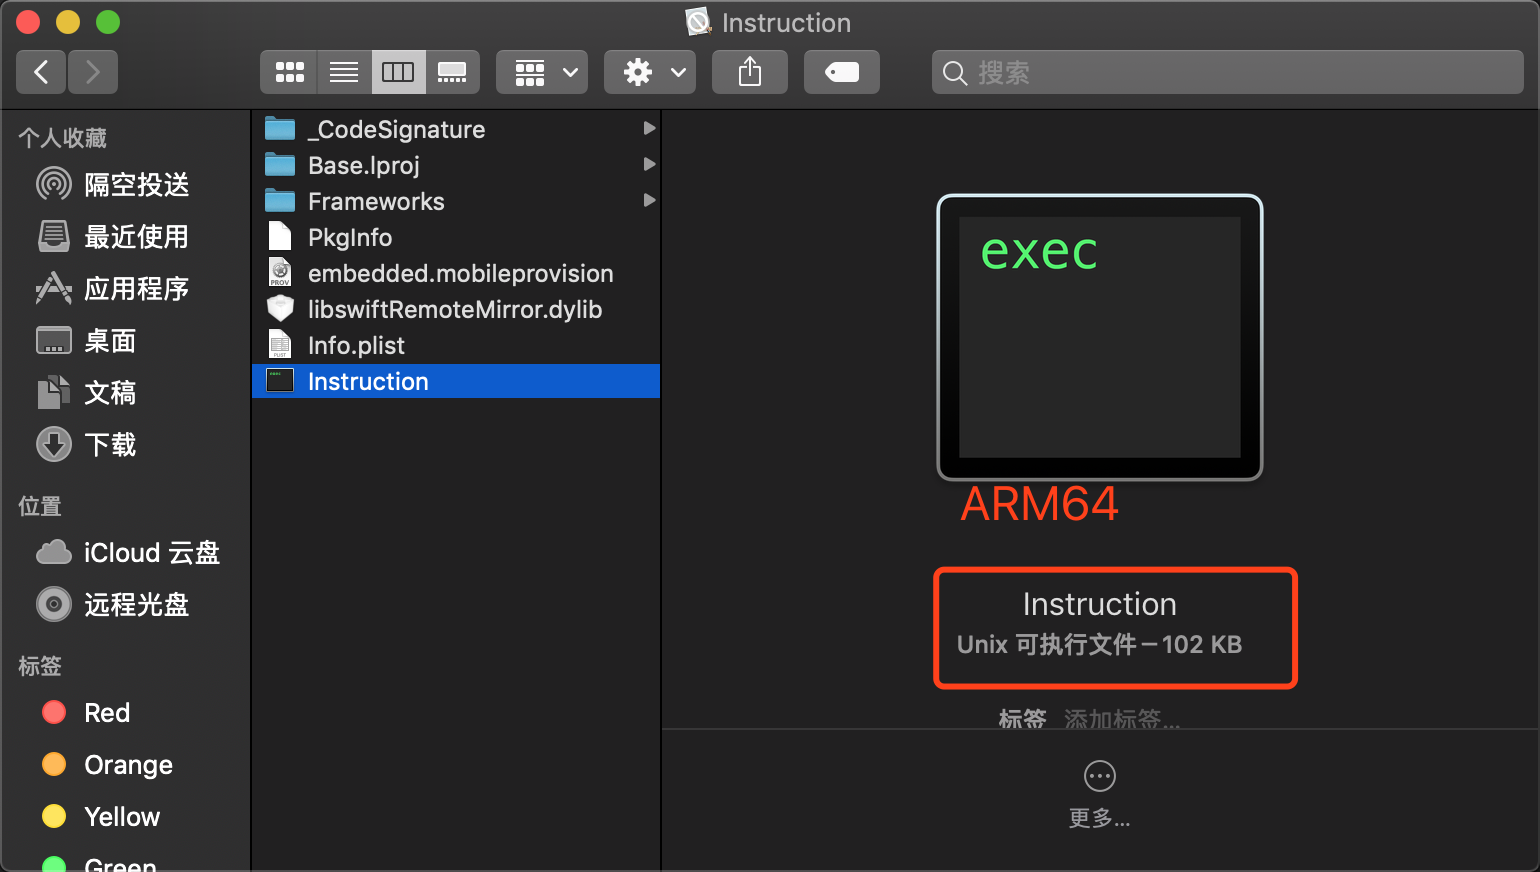 Instruction
搜索
个人收藏
隔空投送
最近使用
应用程序
桌面
文稿
下载
位置
iCloud 云盘
远程光盘
标签
Red
Orange
Yellow
Green
_CodeSignature
Base.lproj
Frameworks
PkgInfo
PROV
embedded.mobileprovision
libswiftRemoteMirror.dylib
PLIST
Info.plist
exec
Instruction
exec
ARM64
Instruction
Unix 可执行文件 – 102 KB
标签 添加标签...
更多...